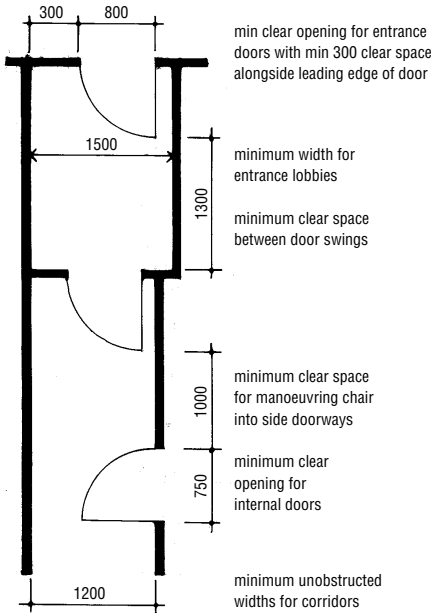 300 800
min clear opening for entrance
doors with min 300 clear space
alongside leading edge of door
1500
minimum width for
entrance lobbies
1300
minimum clear space
between door swings
1000
minimum clear space
for manoeuvring chair
into side doorways
750
minimum clear
opening for
internal doors
1200
minimum unobstructed
widths for corridors